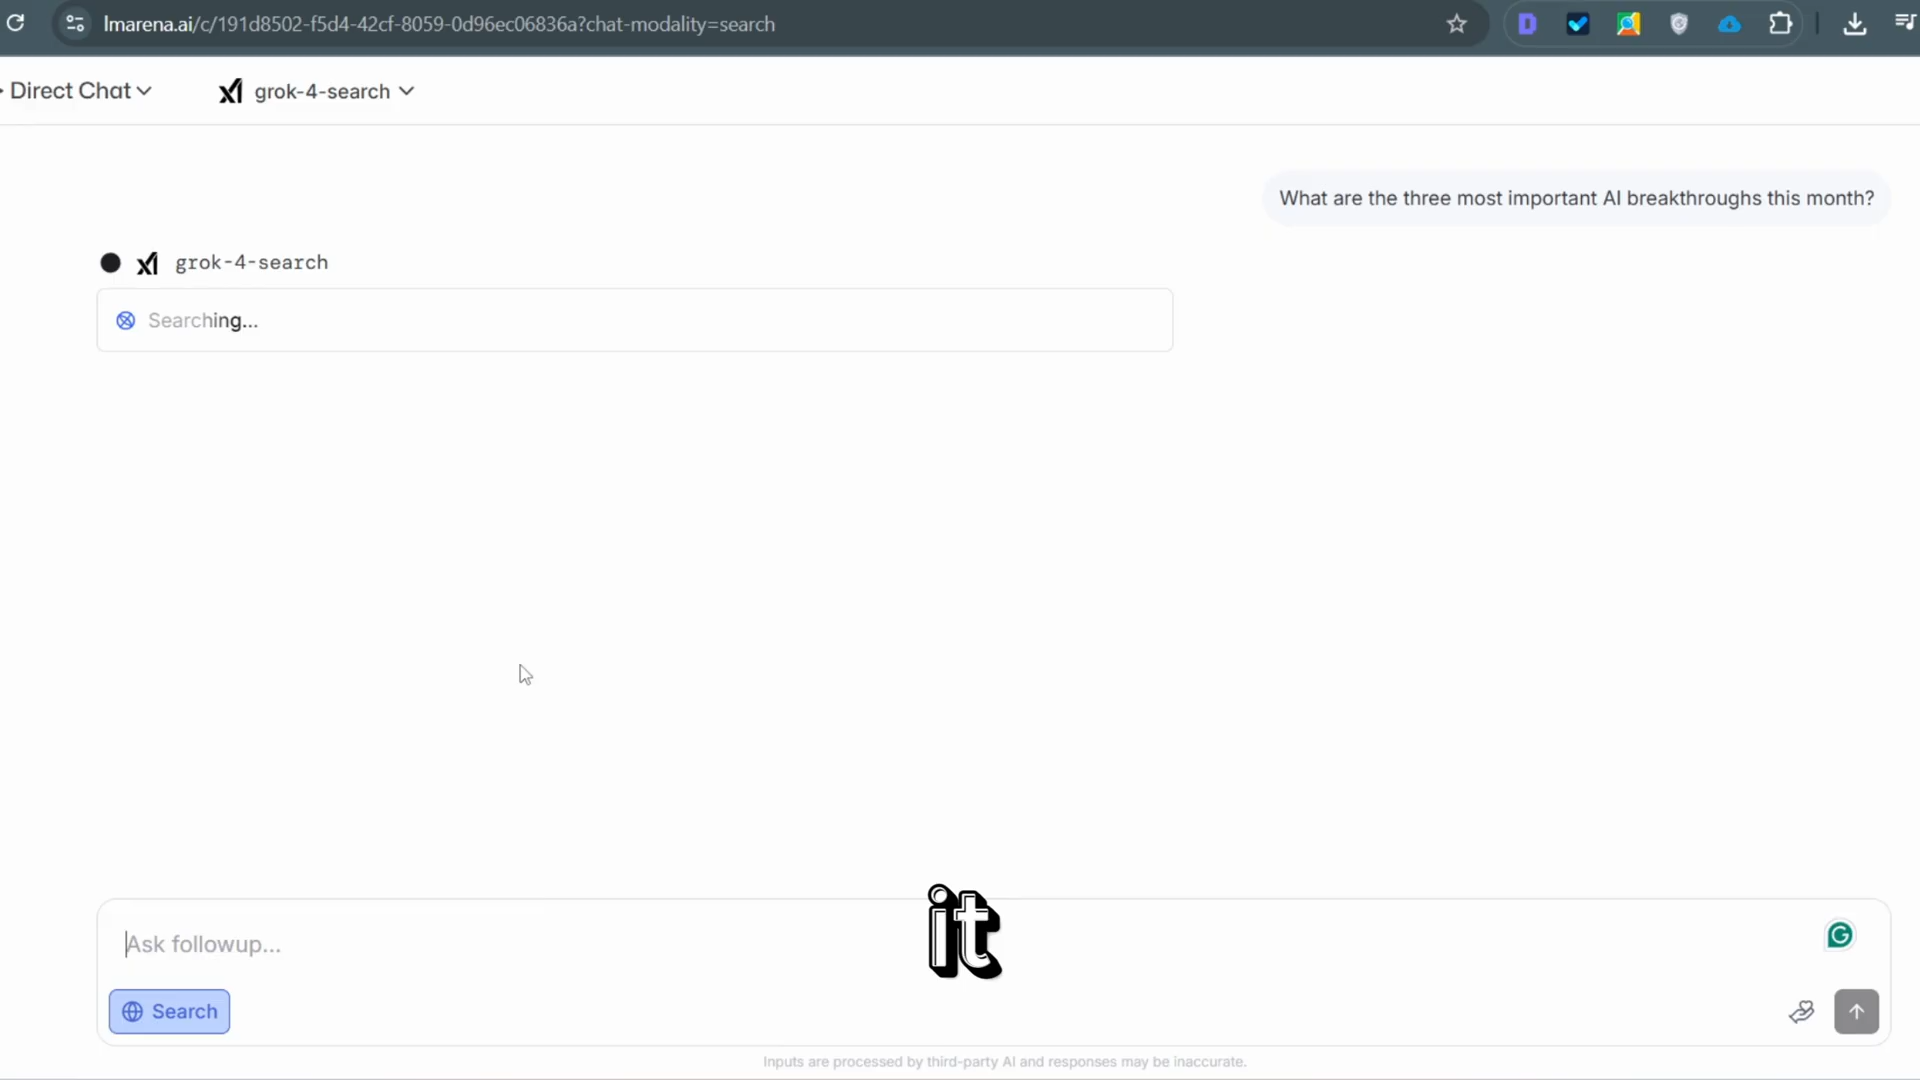 lmarena.ai/c/191d8502-f5d4-42cf-8059-0d96ec06836a?chat-modality=search
Direct Chat
grok-4-search
What are the three most important AI breakthroughs this month?
grok-4-search
Searching...
it
Ask followup...
Search
Inputs are processed by third-party AI and responses may be inaccurate.